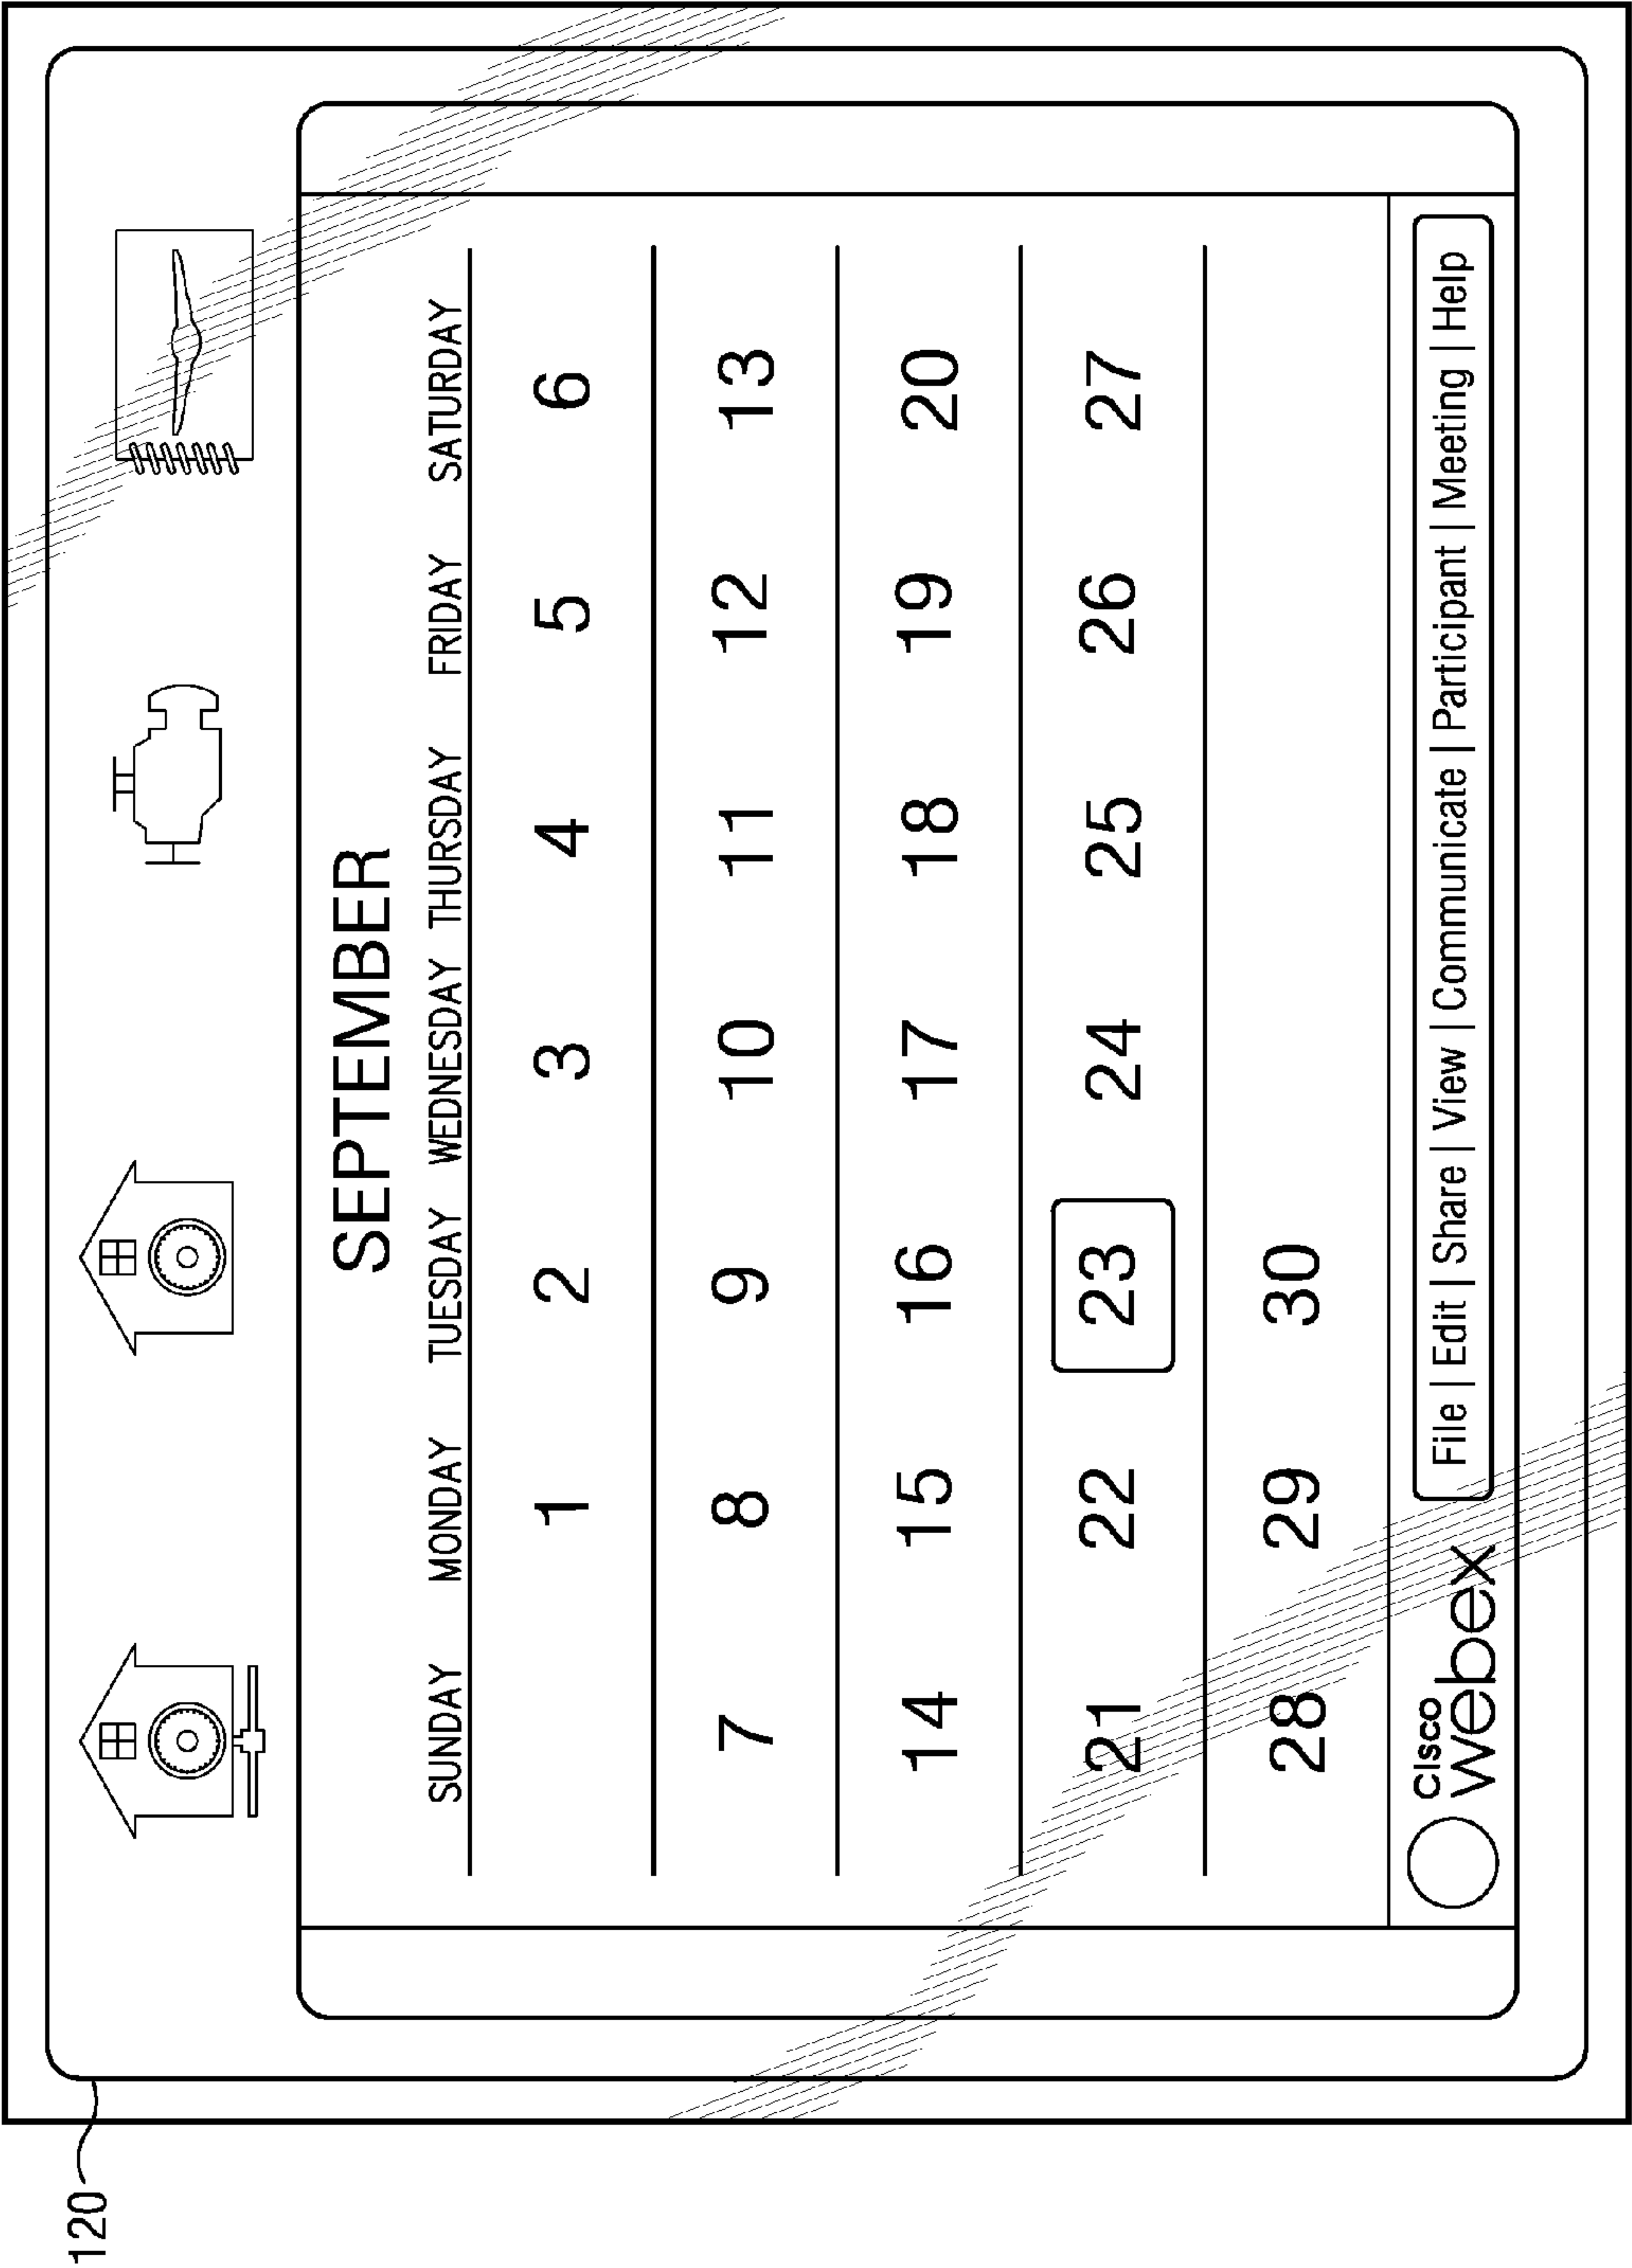 SEPTEMBER
SUNDAY MONDAY TUESDAY WEDNESDAY THURSDAY FRIDAY SATURDAY
1 2 3 4 5 6
7 8 9 10 11 12 13
14 15 16 17 18 19 20
21 22 23 24 25 26 27
28 29 30
CISCO
webex
File | Edit | Share | View | Communicate | Participant | Meeting | Help
120